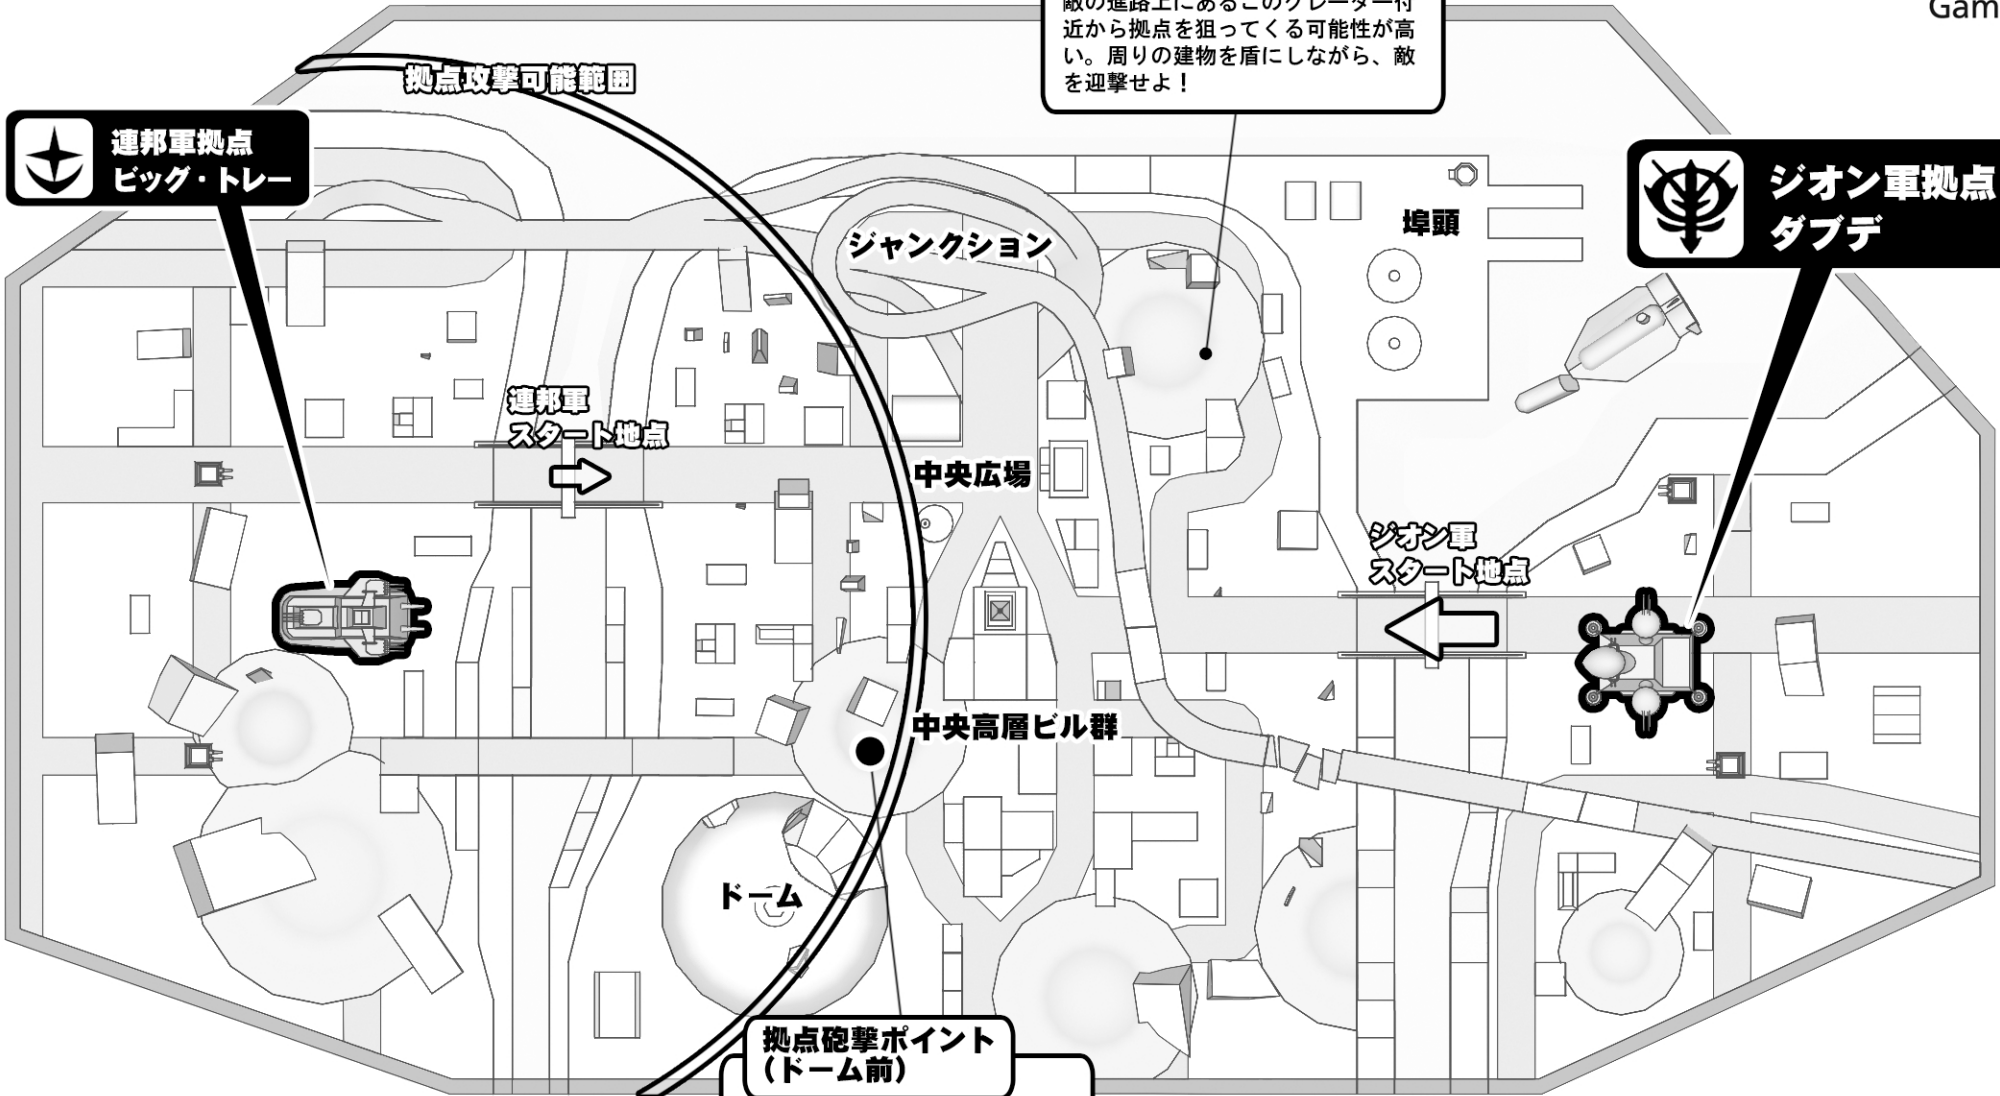 Gam
敵の進路上にあるこのクレーター付
近から拠点を狙ってくる可能性が高
い。周りの建物を盾にしながら、敵
を迎撃せよ！
拠点攻撃可能範囲
連邦軍拠点
ビッグ・トレー
ジオン軍拠点
ダブデ
埠頭
ジャンクション
連邦軍
スタート地点
中央広場
ジオン軍
スタート地点
中央高層ビル群
ドーム
拠点砲撃ポイント
(ドーム前)